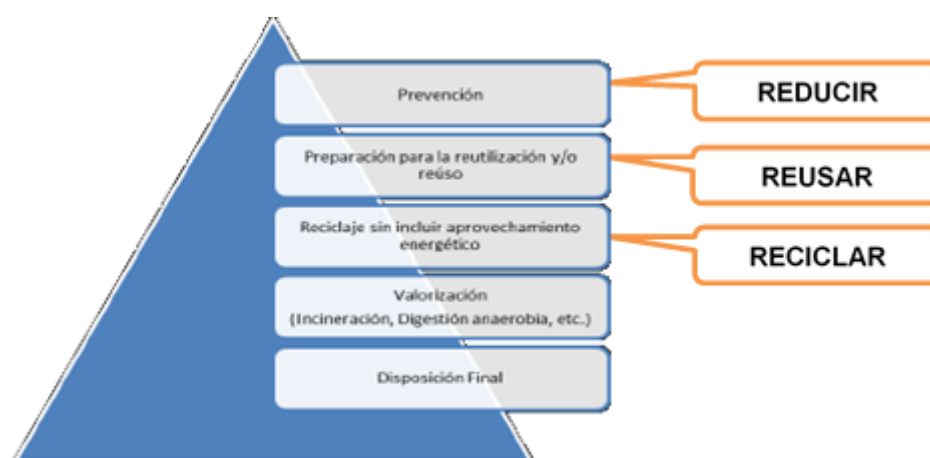 Prevención
REDUCIR
Preparación para la reutilización y/o
reúso
REUSAR
Reciclaje sin incluir aprovechamiento
energético
RECICLAR
Valorización
(Incineración, Digestión anaerobia, etc.)
Disposición Final